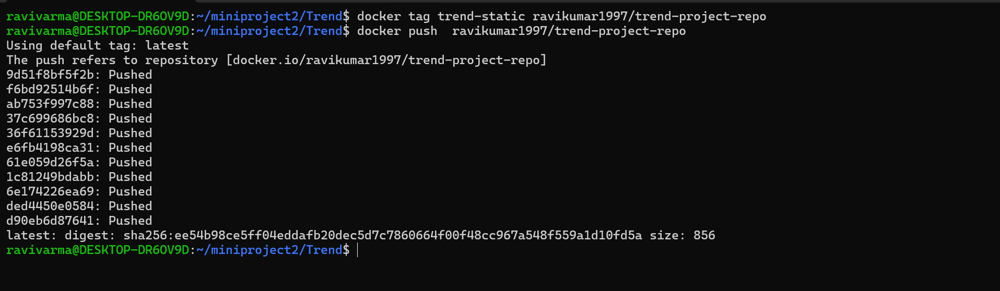 ravivarma@DESKTOP-DR6OV9D:~/miniproject2/Trend$ docker tag trend-static ravikumar1997/trend-project-repo
ravivarma@DESKTOP-DR6OV9D:~/miniproject2/Trend$ docker push  ravikumar1997/trend-project-repo
Using default tag: latest
The push refers to repository [docker.io/ravikumar1997/trend-project-repo]
9d51f8bf5f2b: Pushed
f6bd92514b6f: Pushed
ab753f997c88: Pushed
37c699686bc8: Pushed
36f61153929d: Pushed
e6fb4198ca31: Pushed
61e059d26f5a: Pushed
1c81249bdabb: Pushed
6e174226ea69: Pushed
ded4450e0584: Pushed
d90eb6d87641: Pushed
latest: digest: sha256:ee54b98ce5ff04eddafb20dec5d7c7860664f00f48cc967a548f559a1d10fd5a size: 856
ravivarma@DESKTOP-DR6OV9D:~/miniproject2/Trend$